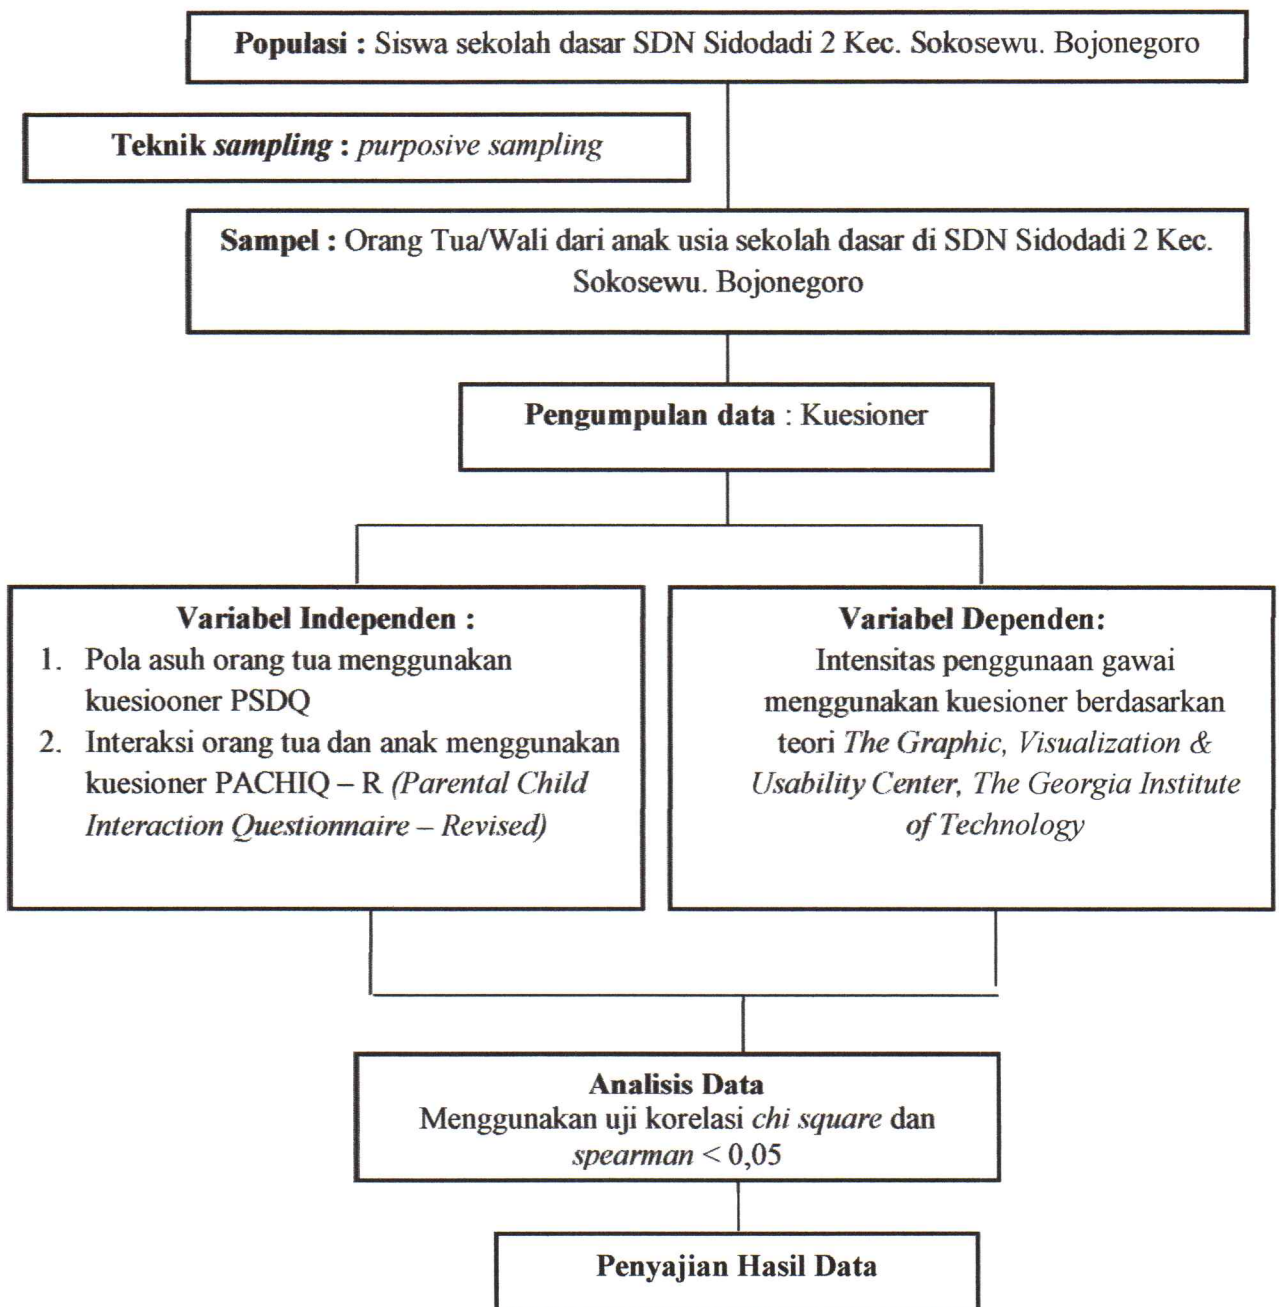 Populasi : Siswa sekolah dasar SDN Sidodadi 2 Kec. Sokosewu. Bojonegoro
Teknik sampling : purposive sampling
Sampel : Orang Tua/Wali dari anak usia sekolah dasar di SDN Sidodadi 2 Kec.
Sokosewu. Bojonegoro
Pengumpulan data : Kuesioner
Variabel Independen :
1. Pola asuh orang tua menggunakan
kuesiooner PSDQ
2. Interaksi orang tua dan anak menggunakan
kuesioner PACHIQ – R (Parental Child
Interaction Questionnaire – Revised)
Variabel Dependen:
Intensitas penggunaan gawai
menggunakan kuesioner berdasarkan
teori The Graphic, Visualization &
Usability Center, The Georgia Institute
of Technology
Analisis Data
Menggunakan uji korelasi chi square dan
spearman < 0,05
Penyajian Hasil Data